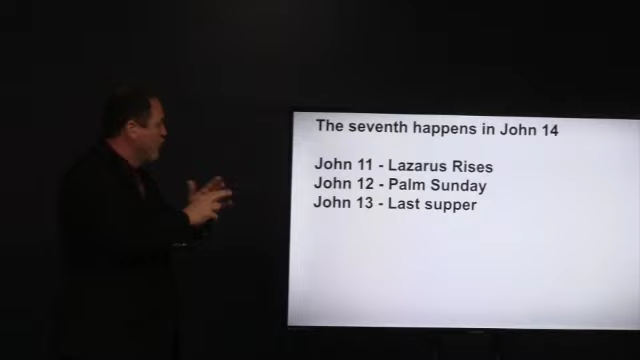 The seventh happens in John 14
John 11 - Lazarus Rises
John 12 - Palm Sunday
John 13 - Last supper